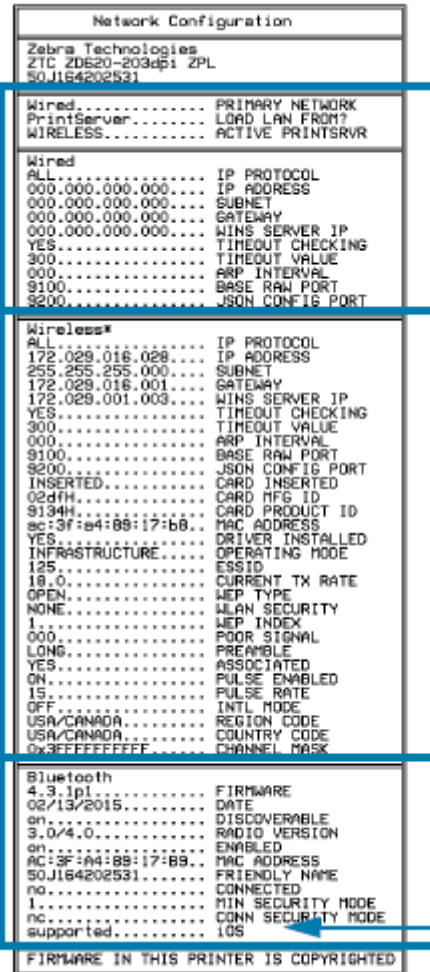 Network Configuration
Zebra Technologies
ZTC ZD620-203dpi ZPL
50J164202531
Wired............... PRIMARY NETWORK
PrintServer......... LOAD LAN FROM?
WIRELESS............ ACTIVE PRINTSRVR
Wired
ALL................. IP PROTOCOL
000.000.000.000..... IP ADDRESS
000.000.000.000..... SUBNET
000.000.000.000..... GATEWAY
000.000.000.000..... WINS SERVER IP
YES................. TIMEOUT CHECKING
300................. TIMEOUT VALUE
000................. ARP INTERVAL
9100................ BASE RAW PORT
9200................ JSON CONFIG PORT
Wireless*
ALL................. IP PROTOCOL
172.029.016.028..... IP ADDRESS
255.255.255.000..... SUBNET
172.029.016.001..... GATEWAY
172.029.001.003..... WINS SERVER IP
YES................. TIMEOUT CHECKING
300................. TIMEOUT VALUE
000................. ARP INTERVAL
9100................ BASE RAW PORT
9200................ JSON CONFIG PORT
INSERTED............ CARD INSERTED
02dfH............... CARD MFG ID
9134H............... CARD PRODUCT ID
ac:3f:a4:89:17:b8... MAC ADDRESS
YES................. DRIVER INSTALLED
INFRASTRUCTURE...... OPERATING MODE
125................. ESSID
18.0................ CURRENT TX RATE
OPEN................ WEP TYPE
NONE................ WLAN SECURITY
1................... WEP INDEX
000................. POOR SIGNAL
LONG................ PREAMBLE
YES................. ASSOCIATED
ON.................. PULSE ENABLED
15.................. PULSE RATE
OFF................. INTL MODE
USA/CANADA.......... REGION CODE
USA/CANADA.......... COUNTRY CODE
0x3FFFFFFFFFF....... CHANNEL MASK
Bluetooth
4.3.1p1............. FIRMWARE
02/13/2015.......... DATE
on.................. DISCOVERABLE
3.0/4.0............. RADIO VERSION
on.................. ENABLED
AC:3F:A4:89:17:B9... MAC ADDRESS
50J164202531........ FRIENDLY NAME
no.................. CONNECTED
1................... MIN SECURITY MODE
nc.................. CONN SECURITY MODE
supported........... iOS
FIRMWARE IN THIS PRINTER IS COPYRIGHTED